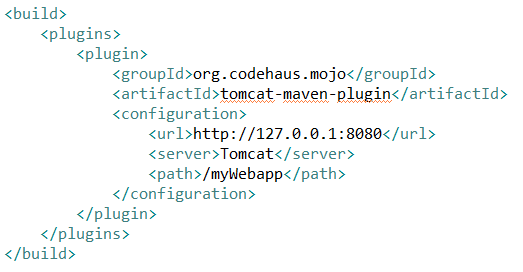 <build>
    <plugins>
        <plugin>
            <groupId>org.codehaus.mojo</groupId>
            <artifactId>tomcat-maven-plugin</artifactId>
            <configuration>
                <url>http://127.0.0.1:8080</url>
                <server>Tomcat</server>
                <path>/myWebapp</path>
            </configuration>
        </plugin>
    </plugins>
</build>